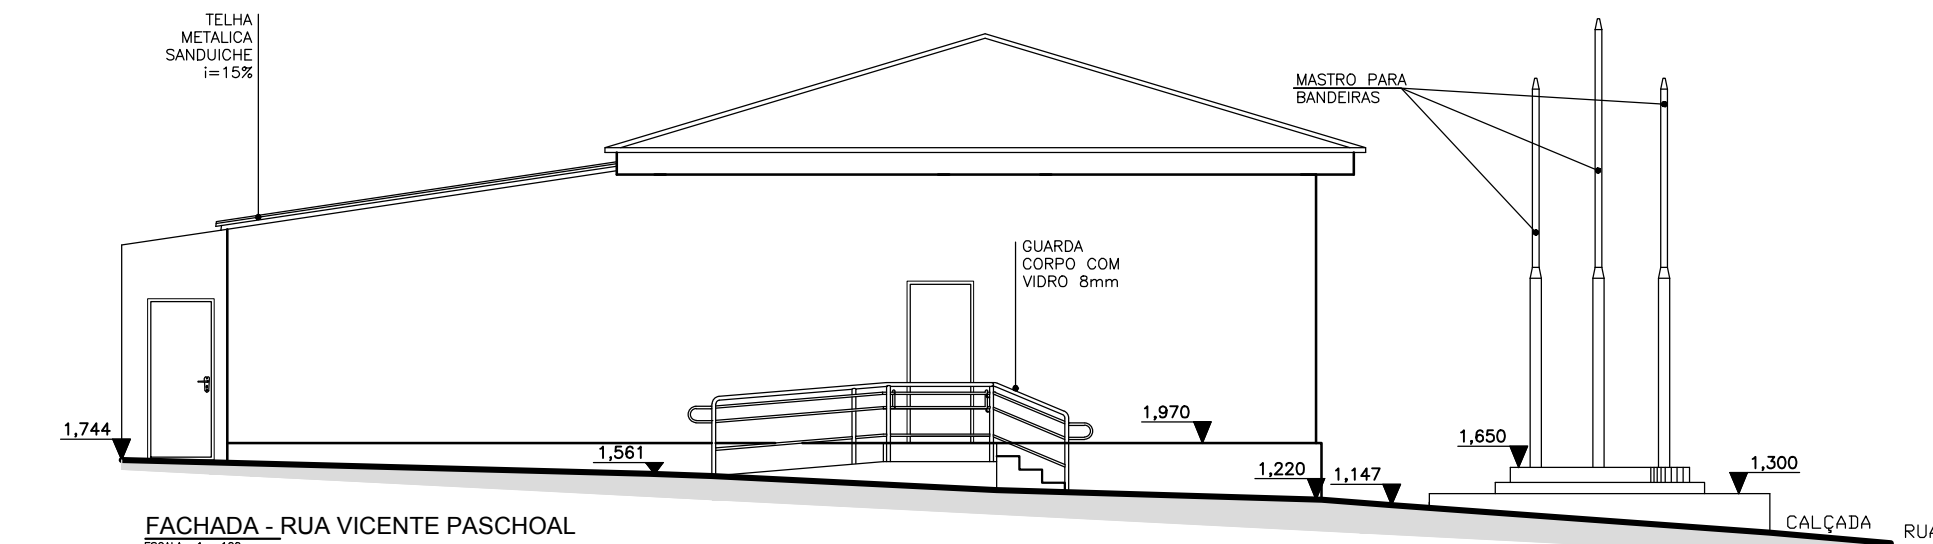 TELHA
METALICA
SANDUICHE
i=15%
MASTRO PARA
BANDEIRAS
GUARDA
CORPO COM
VIDRO 8mm
1,744
1,561
1,970
1,220
1,147
1,650
1,300
CALÇADA
FACHADA - RUA VICENTE PASCHOAL